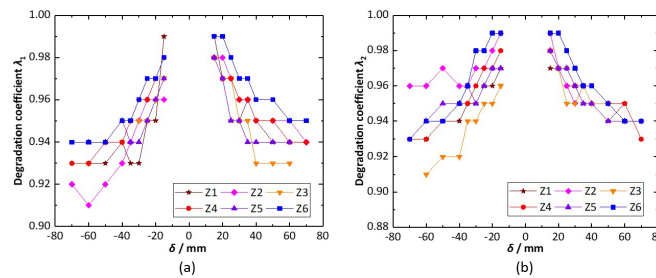 1.00
0.98
0.96
0.94
0.92
0.90
Degradation coefficient λ1
-80 -60 -40 -20 0 20 40 60 80
δ / mm
Z1 Z2 Z3
Z4 Z5 Z6
(a)
1.00
0.98
0.96
0.94
0.92
0.90
0.88
Degradation coefficient λ2
-80 -60 -40 -20 0 20 40 60 80
δ / mm
Z1 Z2 Z3
Z4 Z5 Z6
(b)